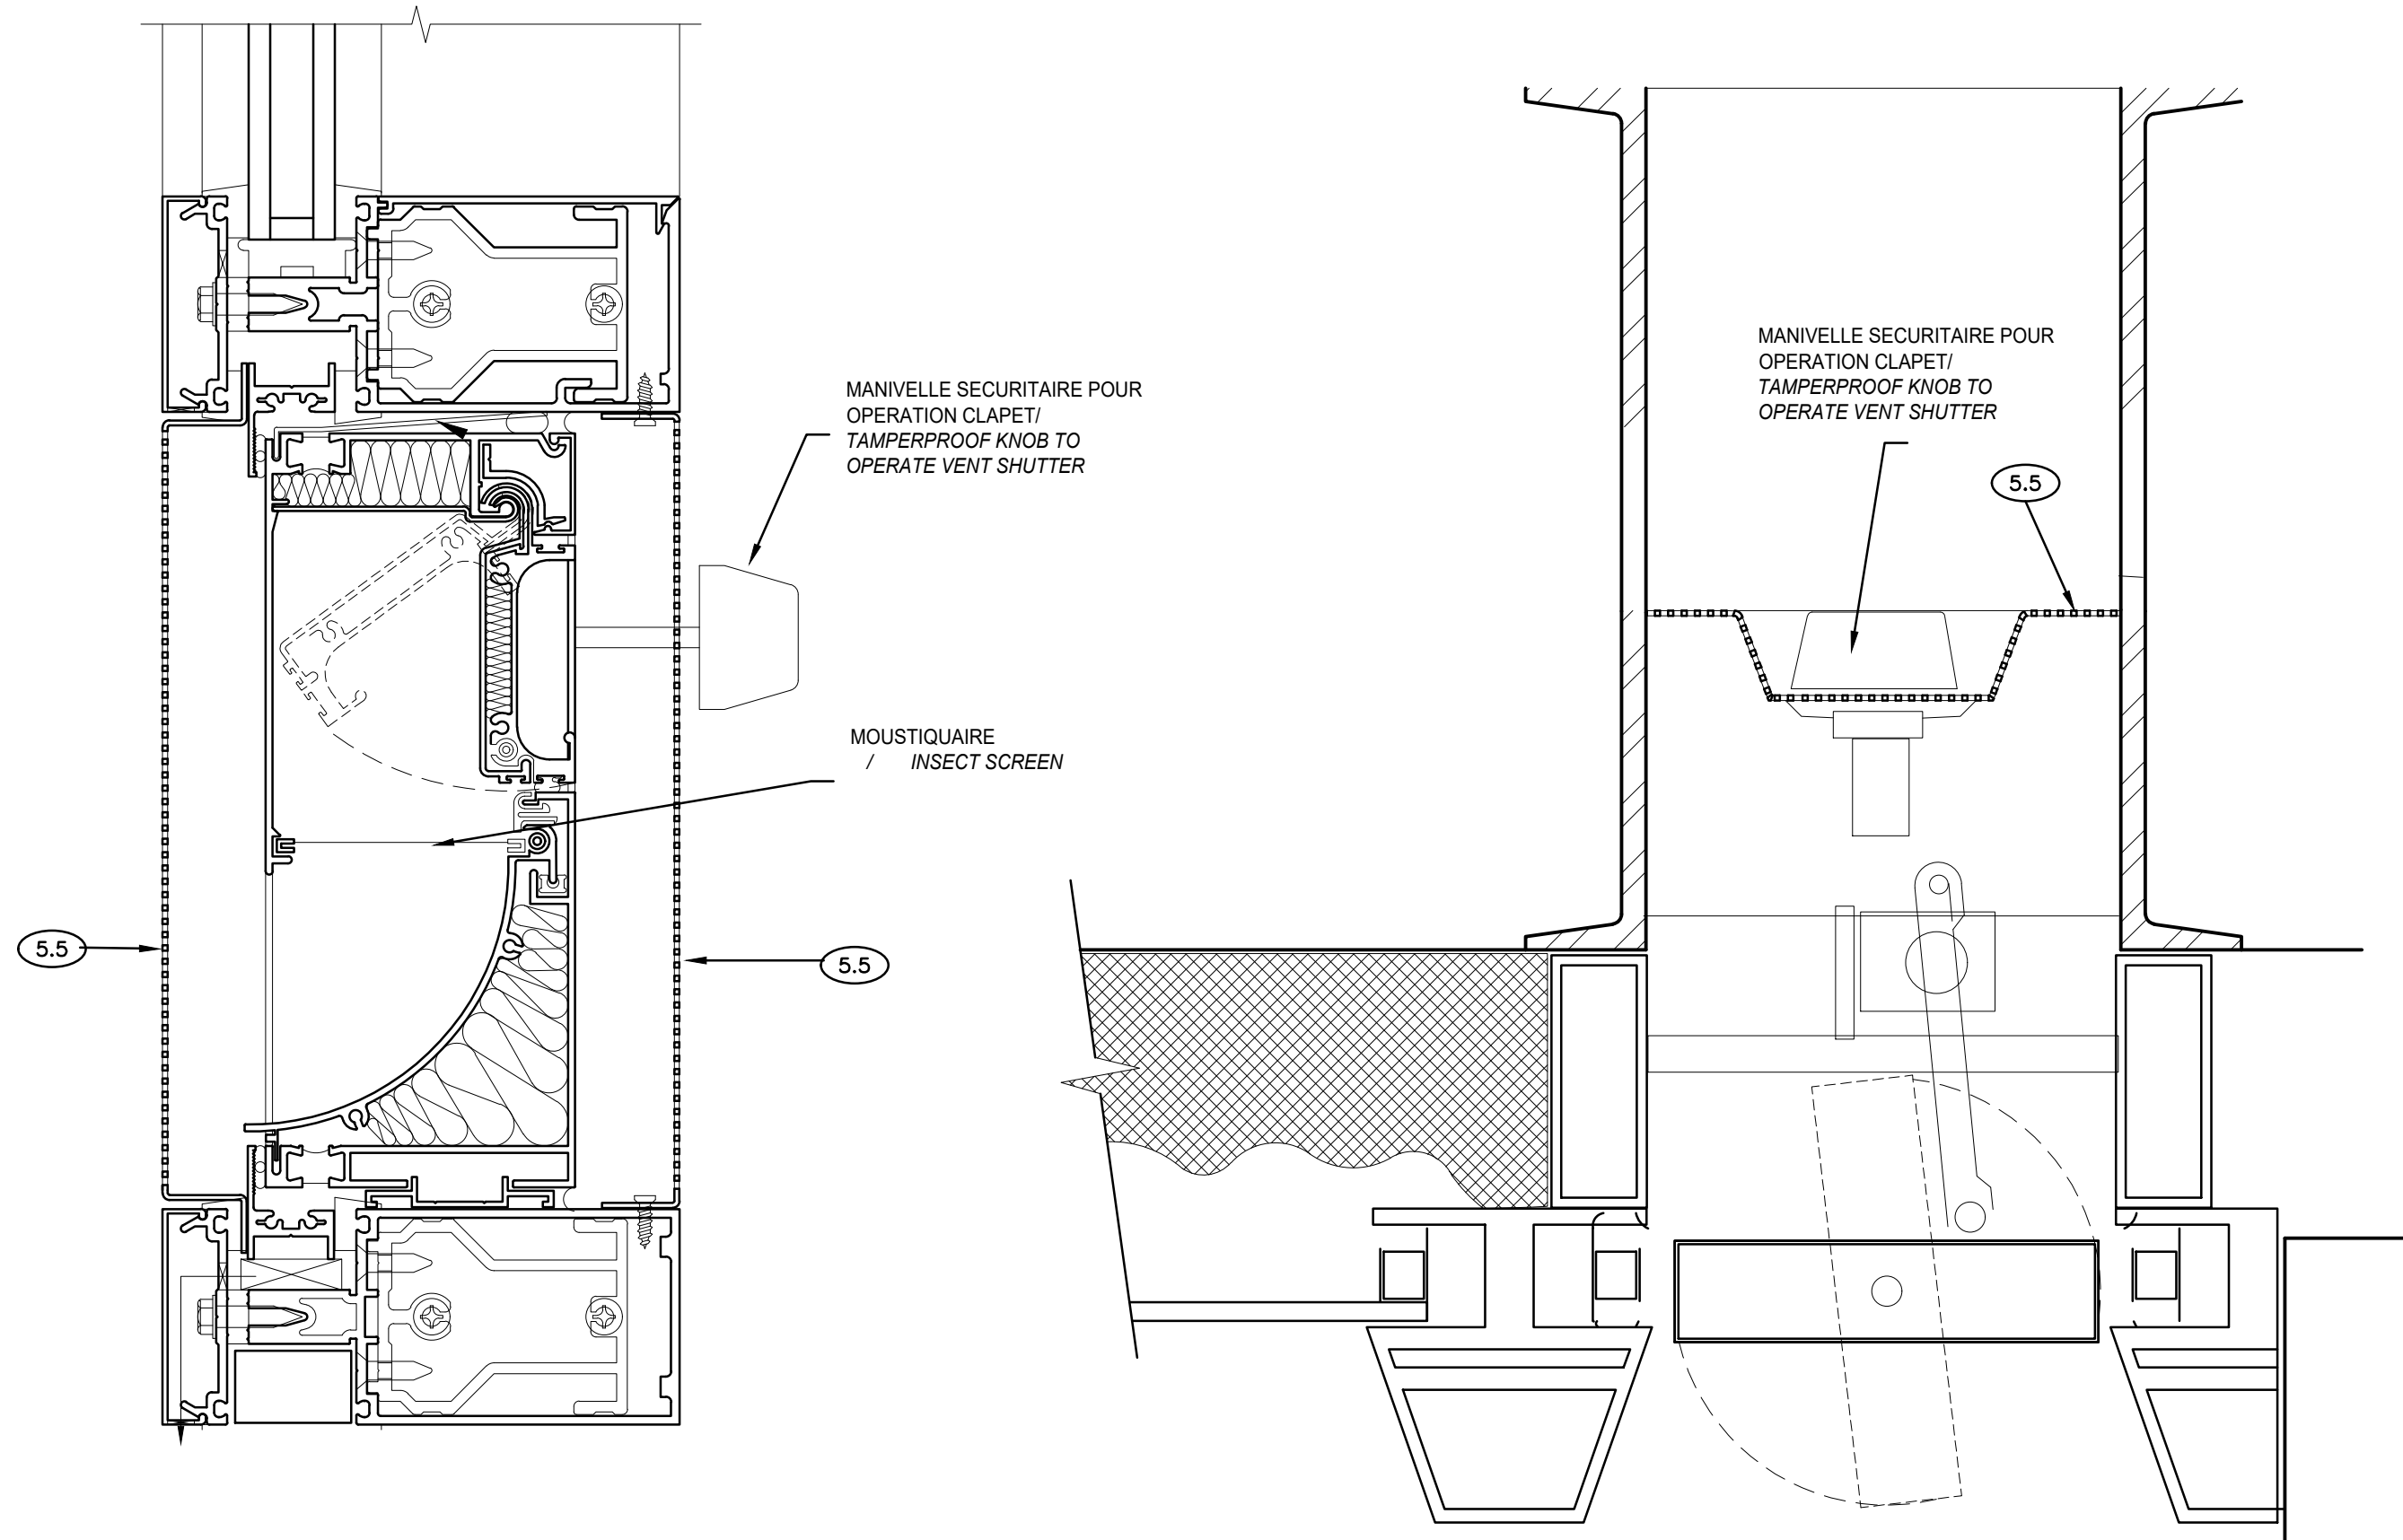 MANIVELLE SECURITAIRE POUR
OPERATION CLAPET/
TAMPERPROOF KNOB TO
OPERATE VENT SHUTTER
MOUSTIQUAIRE
/ INSECT SCREEN
5.5
5.5
MANIVELLE SECURITAIRE POUR
OPERATION CLAPET/
TAMPERPROOF KNOB TO
OPERATE VENT SHUTTER
5.5